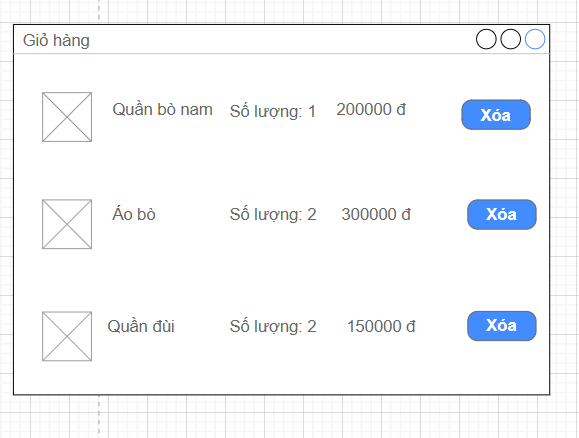 Giỏ hàng
Quần bò nam Số lượng: 1 200000 đ Xóa
Áo bò Số lượng: 2 300000 đ Xóa
Quần đùi Số lượng: 2 150000 đ Xóa